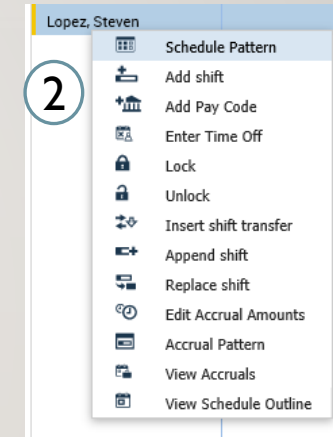 Lopez, Steven
2
Schedule Pattern
Add shift
Add Pay Code
Enter Time Off
Lock
Unlock
Insert shift transfer
Append shift
Replace shift
Edit Accrual Amounts
Accrual Pattern
View Accruals
View Schedule Outline